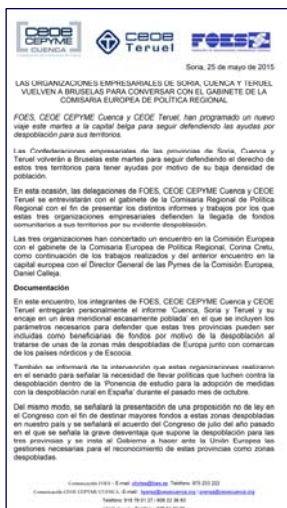 CEOE
CEPYME
CUENCA
CEOE
Teruel
FOES
Soria, 25 de mayo de 2015
LAS ORGANIZACIONES EMPRESARIALES DE SORIA, CUENCA Y TERUEL
VUELVEN A BRUSELAS PARA CONVERSAR CON EL GABINETE DE LA
COMISARIA EUROPEA DE POLÍTICA REGIONAL
FOES, CEOE CEPYME Cuenca y CEOE Teruel, han programado un nuevo
viaje este martes a la capital belga para seguir defendiendo las ayudas por
despoblación para sus territorios.
Las Confederaciones empresariales de las provincias de Soria, Cuenca y
Teruel volverán a Bruselas este martes para seguir defendiendo el derecho de
estos tres territorios para tener ayudas por motivo de su baja densidad de
población.
En esta ocasión, las delegaciones de FOES, CEOE CEPYME Cuenca y CEOE
Teruel se entrevistarán con el gabinete de la Comisaria Regional de Política
Regional con el fin de presentar los distintos informes y trabajos por los que
estas tres organizaciones empresariales defienden la llegada de fondos
comunitarios a sus territorios por su evidente despoblación.
Las tres organizaciones han concertado un encuentro en la Comisión Europea
con el gabinete de la Comisaria Europea de Política Regional, Corina Cretu,
como continuación de los trabajos realizados y del anterior encuentro en la
capital europea con el Director General de las Pymes de la Comisión Europea,
Daniel Calleja.
Documentación
En este encuentro, los integrantes de FOES, CEOE CEPYME Cuenca y CEOE
Teruel entregarán personalmente el informe 'Cuenca, Soria y Teruel y su
encaje en un área meridional escasamente poblada' en el que se incluyen los
parámetros necesarios para defender que estas tres provincias pueden ser
incluidas como beneficiarias de fondos por motivo de la despoblación al
tratarse de unas de las zonas más despobladas de Europa junto con comarcas
de los países nórdicos y de Escocia.
También se informará de la intervención que estas organizaciones realizaron
en el senado para señalar la necesidad de llevar políticas que luchen contra la
despoblación dentro de la 'Ponencia de estudio para la adopción de medidas
con la despoblación rural en España' durante el pasado mes de octubre.
Del mismo modo, se señalará la presentación de una proposición no de ley en
el Congreso con el fin de destinar mayores fondos a estas zonas despobladas
en nuestro país y se señalará el acuerdo del Congreso de julio del año pasado
en el que se señala la grave desventaja que supone la despoblación para las
tres provincias y se insta al Gobierno a hacer ante la Unión Europea las
gestiones necesarias para el reconocimiento de estas provincias como zonas
despobladas.
Comunicación FOES - E-mail: Teléfono: 975 233 222
Comunicación CEOE CEPYME CUENCA - E-mail: